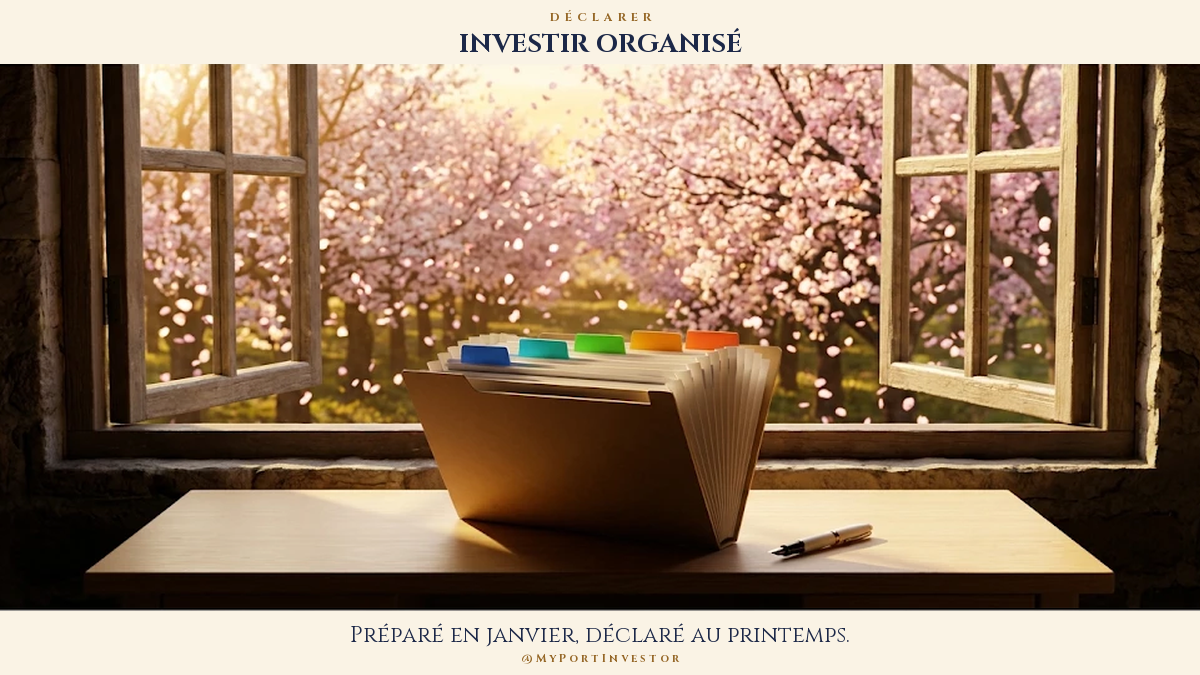 DÉCLARER
INVESTIR ORGANISÉ
Préparé en janvier, déclaré au printemps.
@MyPortInvestor